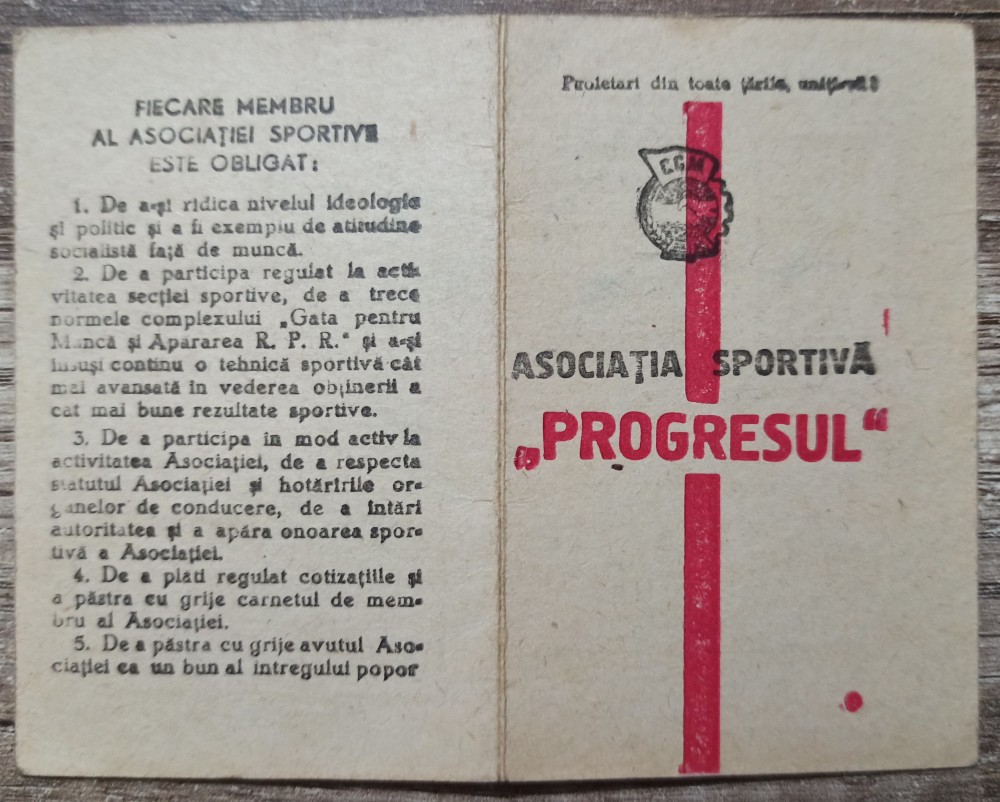 FIECARE MEMBRU
AL ASOCIAȚIEI SPORTIVE
ESTE OBLIGAT:
1. De a-și ridica nivelul ideologic
și politic și a fi exemplu de atitudine
socialistă față de muncă.
2. De a participa regulat la acti-
vitatea secției sportive, de a trece
normele complexului „Gata pentru
Muncă și Apărarea R. P. R.“ și a-și
însuși continu o tehnică sportivă cât
mai avansată în vederea obținerii a
cat mai bune rezultate sportive.
3. De a participa în mod activ la
activitatea Asociației, de a respecta
statutul Asociației și hotărîrile or-
ganelor de conducere, de a întări
autoritatea și a apăra onoarea spor-
tivă a Asociației.
4. De a plati regulat cotizațiile și
a păstra cu grije carnetul de mem-
bru al Asociației.
5. De a păstra cu grije avutul Aso-
ciației ca un bun al întregului popor
Proletari din toate țările, uniți-vă!
CGM
ASOCIAȚIA SPORTIVĂ
„PROGRESUL“